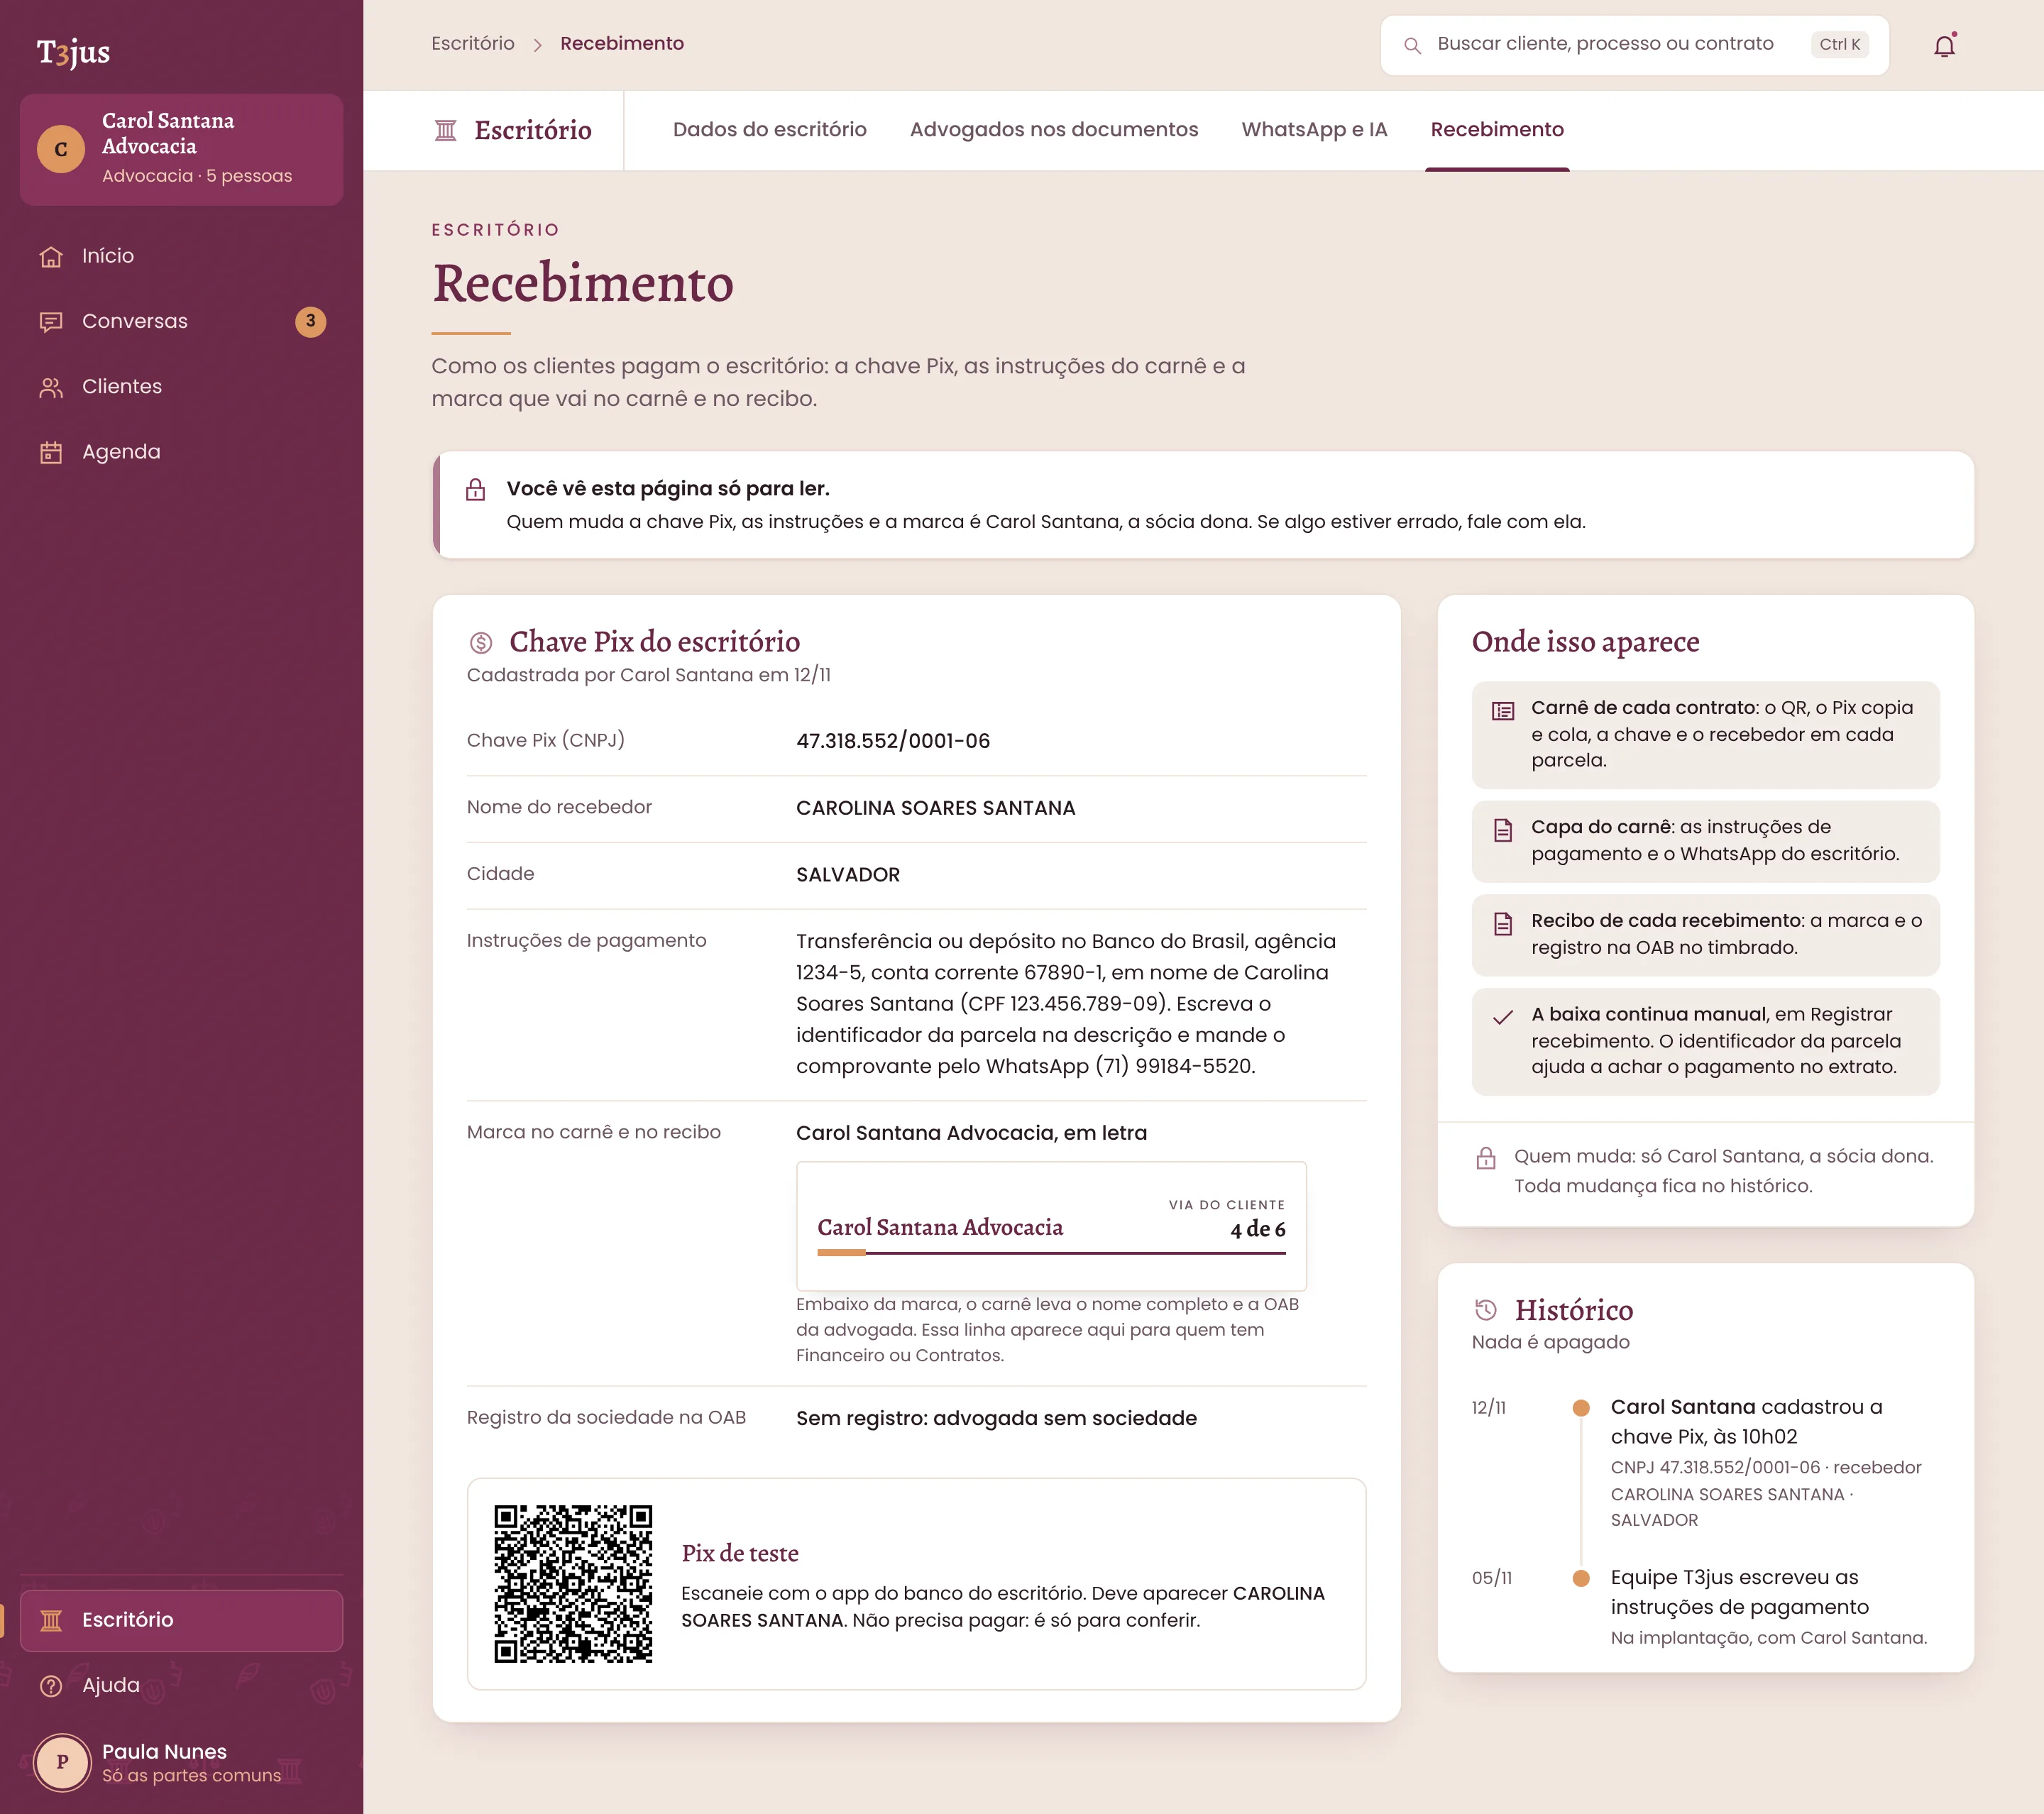 T3jus
C
Carol Santana
Advocacia
Advocacia · 5 pessoas
Início
Conversas
3
Clientes
Agenda
Escritório
Ajuda
P
Paula Nunes
Só as partes comuns
Escritório
Recebimento
Buscar cliente, processo ou contrato
Ctrl K
Escritório
Dados do escritório
Advogados nos documentos
WhatsApp e IA
Recebimento
ESCRITÓRIO
Recebimento
Como os clientes pagam o escritório: a chave Pix, as instruções do carnê e a
marca que vai no carnê e no recibo.
Você vê esta página só para ler.
Quem muda a chave Pix, as instruções e a marca é Carol Santana, a sócia dona. Se algo estiver errado, fale com ela.
Chave Pix do escritório
Cadastrada por Carol Santana em 12/11
Chave Pix (CNPJ)
47.318.552/0001-06
Nome do recebedor
CAROLINA SOARES SANTANA
Cidade
SALVADOR
Instruções de pagamento
Transferência ou depósito no Banco do Brasil, agência
1234-5, conta corrente 67890-1, em nome de Carolina
Soares Santana (CPF 123.456.789-09). Escreva o
identificador da parcela na descrição e mande o
comprovante pelo WhatsApp (71) 99184-5520.
Marca no carnê e no recibo
Carol Santana Advocacia, em letra
Carol Santana Advocacia
VIA DO CLIENTE
4 de 6
Embaixo da marca, o carnê leva o nome completo e a OAB
da advogada. Essa linha aparece aqui para quem tem
Financeiro ou Contratos.
Registro da sociedade na OAB
Sem registro: advogada sem sociedade
Pix de teste
Escaneie com o app do banco do escritório. Deve aparecer CAROLINA
SOARES SANTANA. Não precisa pagar: é só para conferir.
Onde isso aparece
Carnê de cada contrato: o QR, o Pix copia
e cola, a chave e o recebedor em cada
parcela.
Capa do carnê: as instruções de
pagamento e o WhatsApp do escritório.
Recibo de cada recebimento: a marca e o
registro na OAB no timbrado.
A baixa continua manual, em Registrar
recebimento. O identificador da parcela
ajuda a achar o pagamento no extrato.
Quem muda: só Carol Santana, a sócia dona.
Toda mudança fica no histórico.
Histórico
Nada é apagado
12/11
Carol Santana cadastrou a
chave Pix, às 10h02
CNPJ 47.318.552/0001-06 · recebedor
CAROLINA SOARES SANTANA ·
SALVADOR
05/11
Equipe T3jus escreveu as
instruções de pagamento
Na implantação, com Carol Santana.